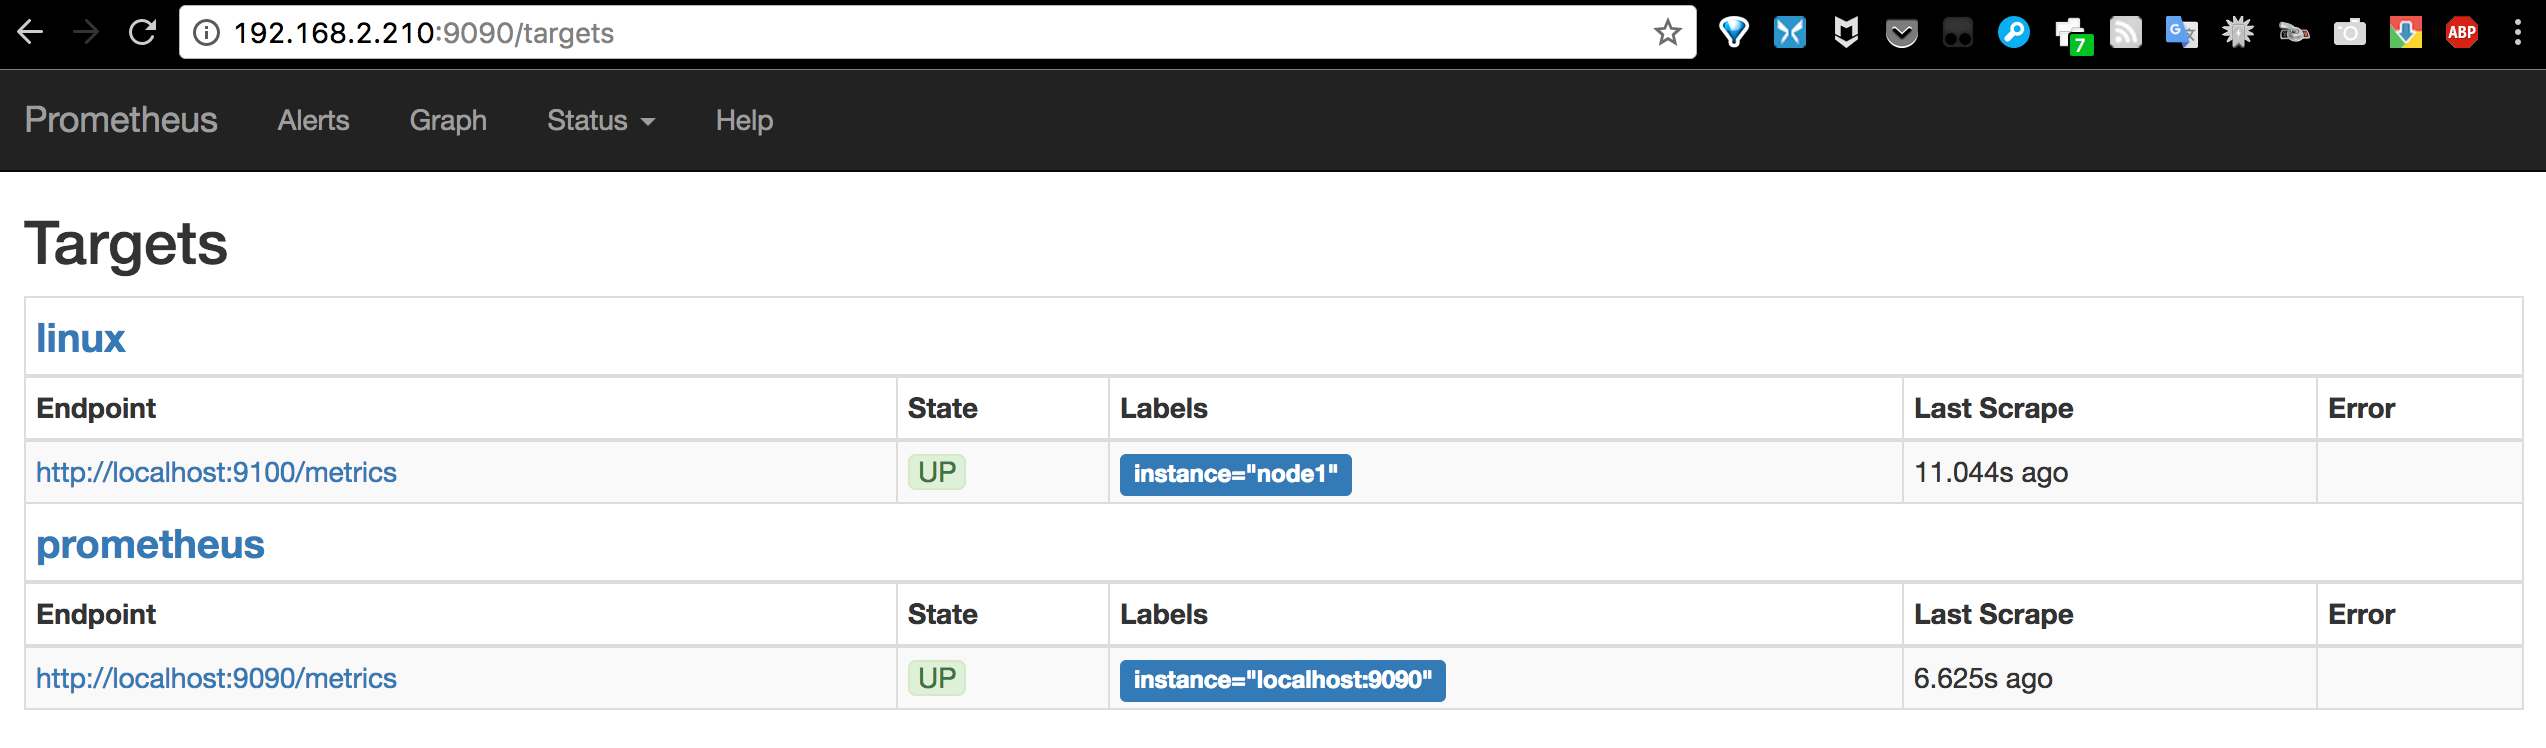 192.168.2.210:9090/targets
7
ABP
Prometheus Alerts Graph Status Help
Targets
linux
Endpoint State Labels Last Scrape Error
http://localhost:9100/metrics UP instance="node1" 11.044s ago
prometheus
Endpoint State Labels Last Scrape Error
http://localhost:9090/metrics UP instance="localhost:9090" 6.625s ago